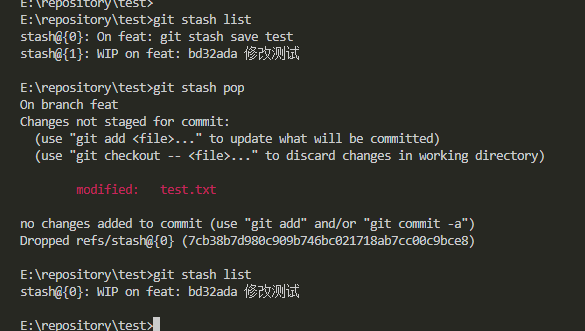 E:\repository\test>
E:\repository\test>git stash list
stash@{0}: On feat: git stash save test
stash@{1}: WIP on feat: bd32ada 修改测试
E:\repository\test>git stash pop
On branch feat
Changes not staged for commit:
  (use "git add <file>..." to update what will be committed)
  (use "git checkout -- <file>..." to discard changes in working directory)
        modified:   test.txt
no changes added to commit (use "git add" and/or "git commit -a")
Dropped refs/stash@{0} (7cb38b7d980c909b746bc021718ab7cc00c9bce8)
E:\repository\test>git stash list
stash@{0}: WIP on feat: bd32ada 修改测试
E:\repository\test>